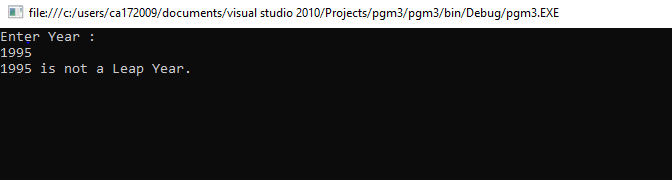 file:///c:/users/ca172009/documents/visual studio 2010/Projects/pgm3/pgm3/bin/Debug/pgm3.EXE
Enter Year :
1995
1995 is not a Leap Year.